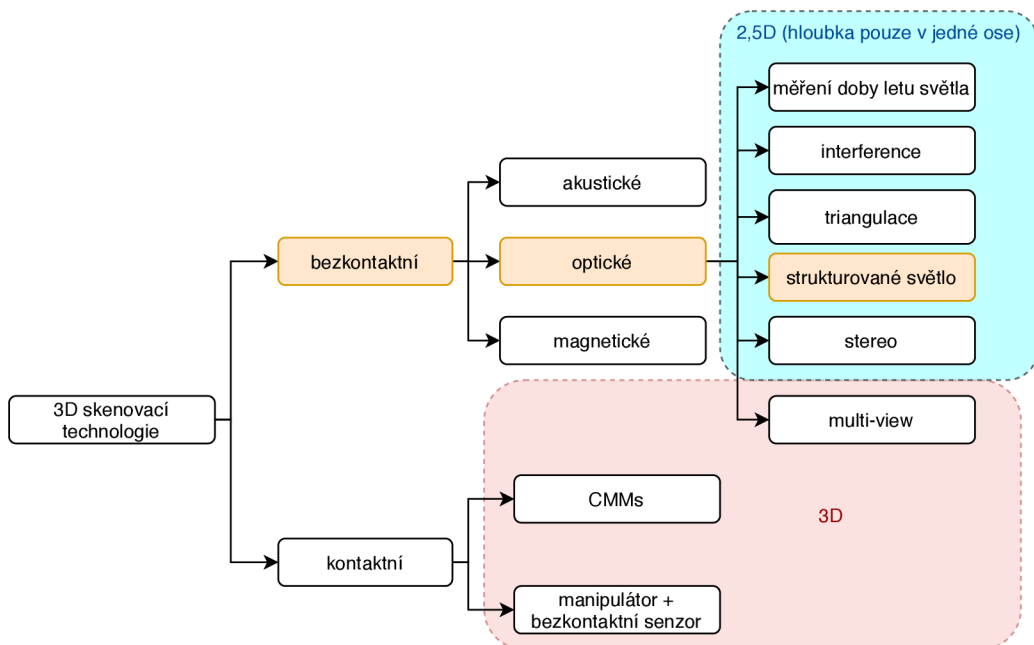 2,5D (hloubka pouze v jedné ose)
měření doby letu světla
interference
akustické
triangulace
bezkontaktní
optické
strukturované světlo
magnetické
stereo
3D skenovací
technologie
multi-view
CMMs
3D
kontaktní
manipulátor +
bezkontaktní senzor